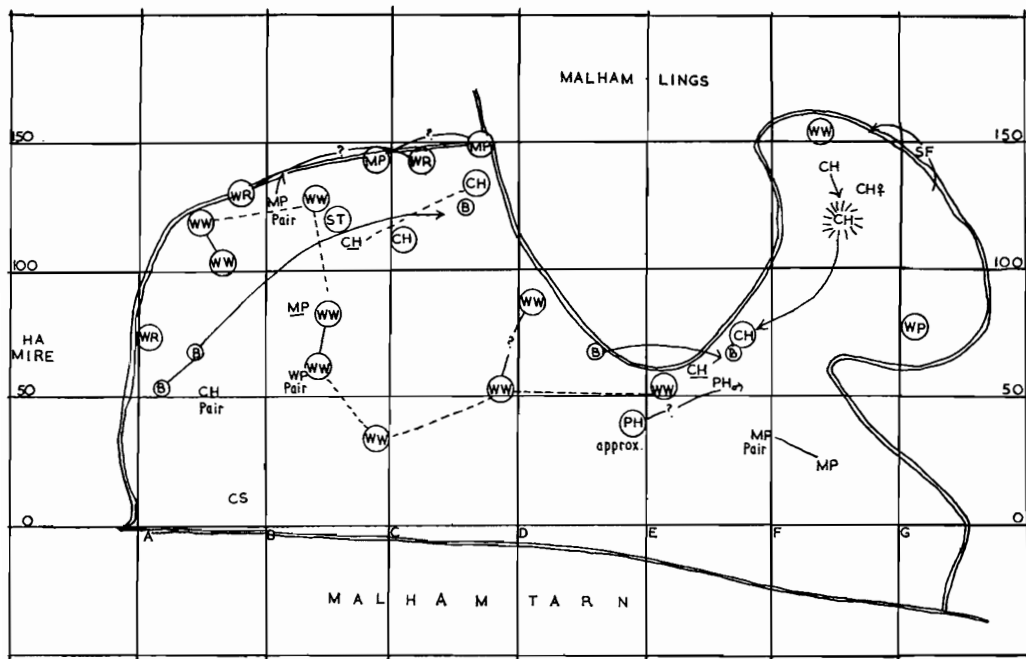 MALHAM LINGS
150
150
WW
?
?
MP
SF
MP
WR
CH
CH♀
WR
MP
Pair
WW
CH
WW
ST
B
CH
CH
CH
WW
100
100
MP
WW
WW
WR
CH
WP
HA
MIRE
B
?
B
B
WW
WP
Pair
CH
B
CH
Pair
WW
WW
PH♂
50
50
PH
approx.
?
WW
MP
Pair
MP
CS
0
0
A
B
C
D
E
F
G
MALHAM TARN